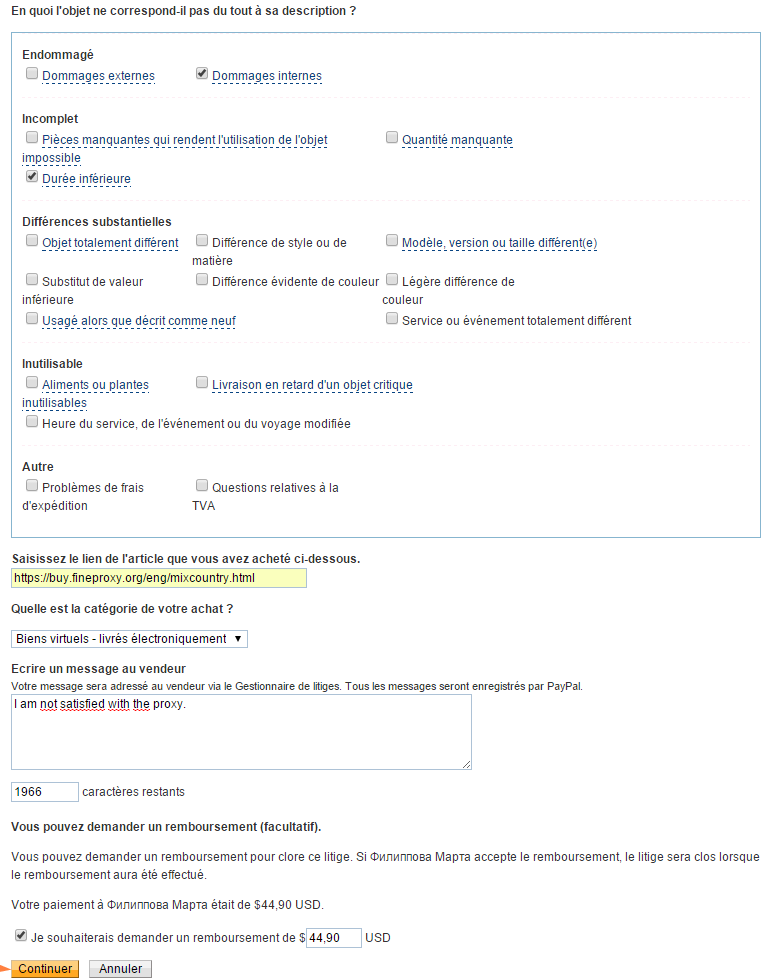 En quoi l'objet ne correspond-il pas du tout à sa description ?
Endommagé
Dommages externes Dommages internes
Incomplet
Pièces manquantes qui rendent l'utilisation de l'objet impossible Quantité manquante
Durée inférieure
Différences substantielles
Objet totalement différent Différence de style ou de matière Modèle, version ou taille différent(e)
Substitut de valeur inférieure Différence évidente de couleur Légère différence de couleur
Usagé alors que décrit comme neuf Service ou événement totalement différent
Inutilisable
Aliments ou plantes inutilisables Livraison en retard d'un objet critique
Heure du service, de l'événement ou du voyage modifiée
Autre
Problèmes de frais d'expédition Questions relatives à la TVA
Saisissez le lien de l'article que vous avez acheté ci-dessous.
https://buy.fineproxy.org/eng/mixcountry.html
Quelle est la catégorie de votre achat ?
Biens virtuels - livrés électroniquement
Ecrire un message au vendeur
Votre message sera adressé au vendeur via le Gestionnaire de litiges. Tous les messages seront enregistrés par PayPal.
I am not satisfied with the proxy.
1966 caractères restants
Vous pouvez demander un remboursement (facultatif).
Vous pouvez demander un remboursement pour clore ce litige. Si Филиппова Марта accepte le remboursement, le litige sera clos lorsque
le remboursement aura été effectué.
Votre paiement à Филиппова Марта était de $44,90 USD.
Je souhaiterais demander un remboursement de $ 44,90 USD
Continuer Annuler